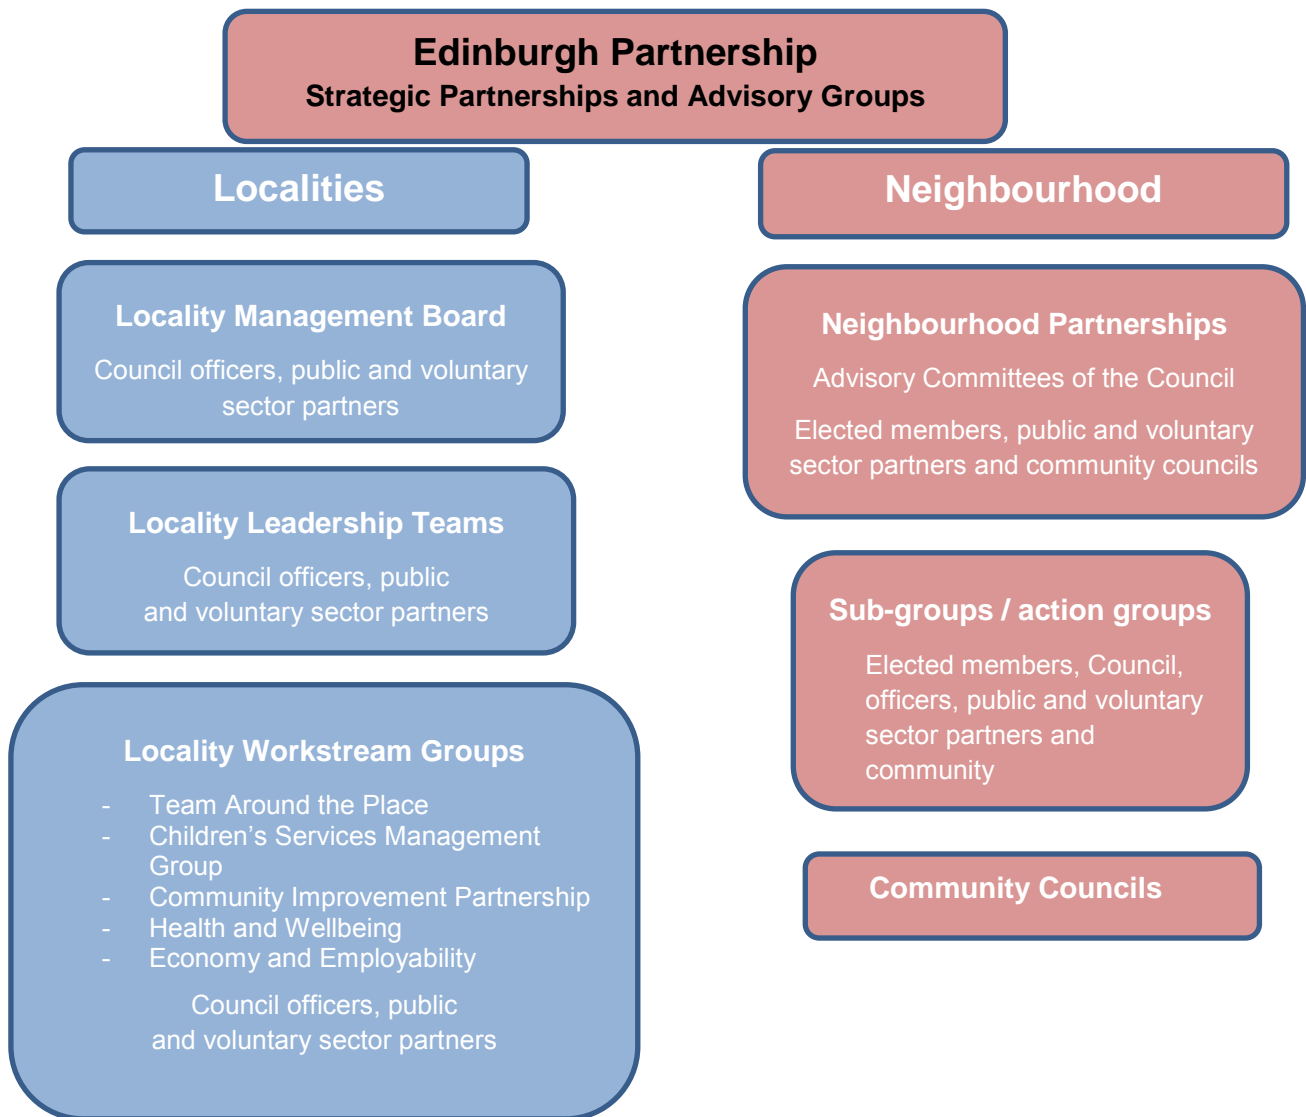 Edinburgh Partnership
Strategic Partnerships and Advisory Groups
Localities
Locality Management Board
Council officers, public and voluntary
sector partners
Locality Leadership Teams
Council officers, public
and voluntary sector partners
Locality Workstream Groups
- Team Around the Place
- Children’s Services Management
Group
- Community Improvement Partnership
- Health and Wellbeing
- Economy and Employability
Council officers, public
and voluntary sector partners
Neighbourhood
Neighbourhood Partnerships
Advisory Committees of the Council
Elected members, public and voluntary
sector partners and community councils
Sub-groups / action groups
Elected members, Council,
officers, public and voluntary
sector partners and
community
Community Councils